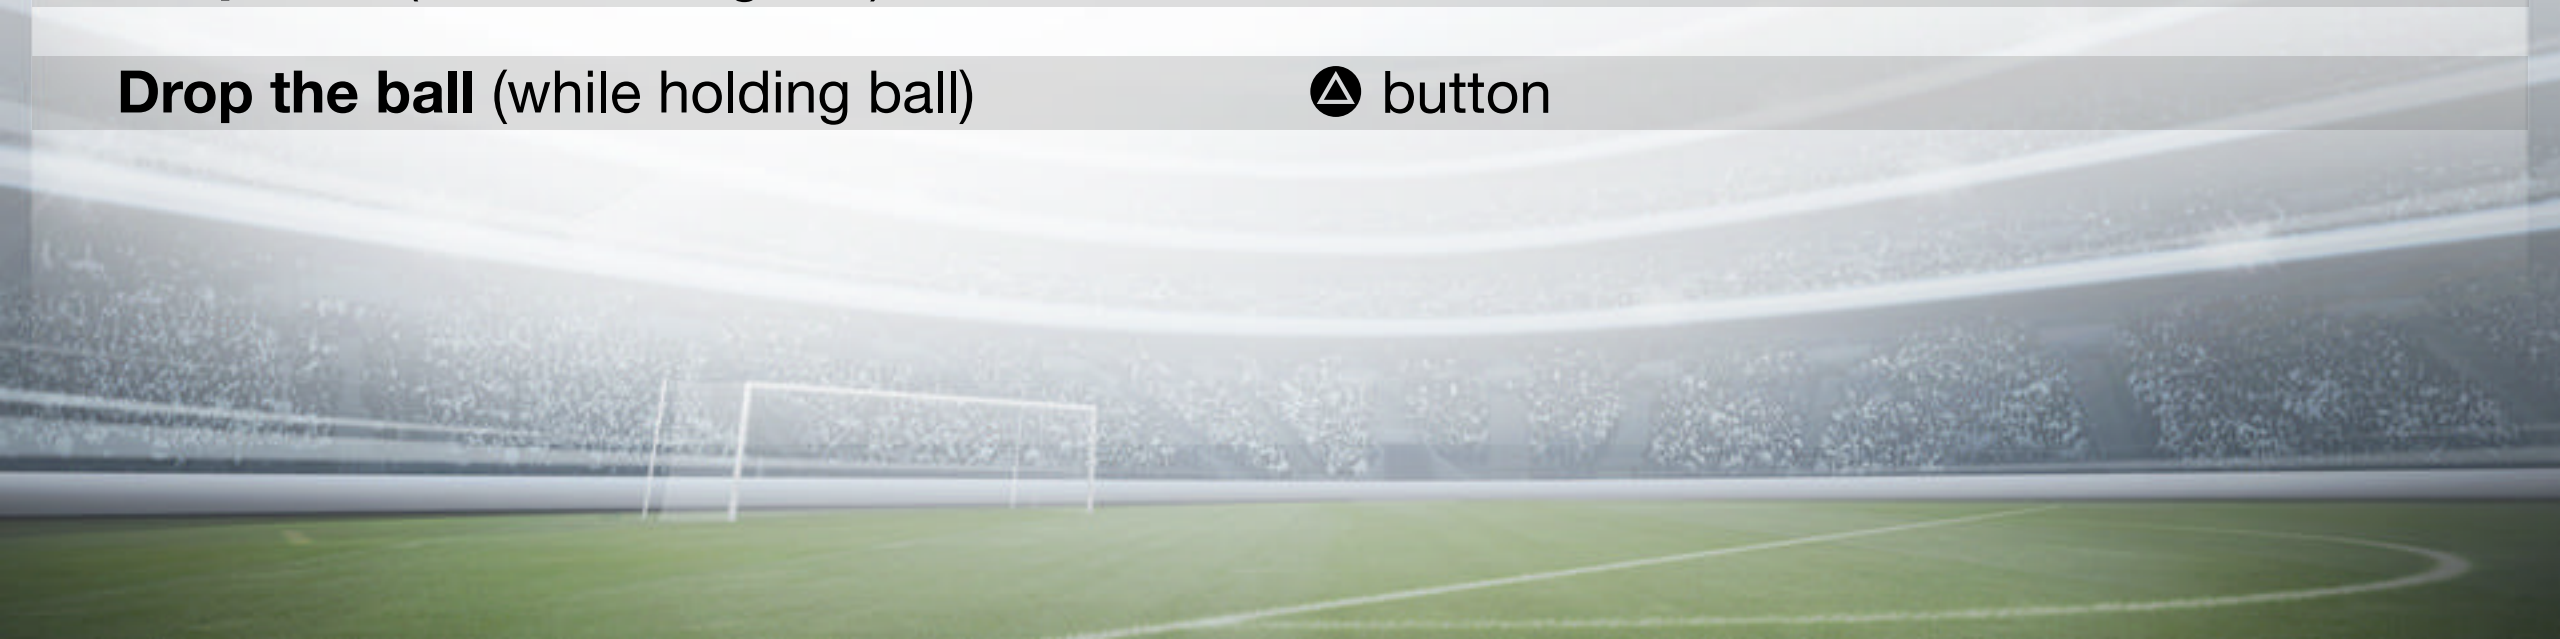 Drop the ball (while holding ball) △ button